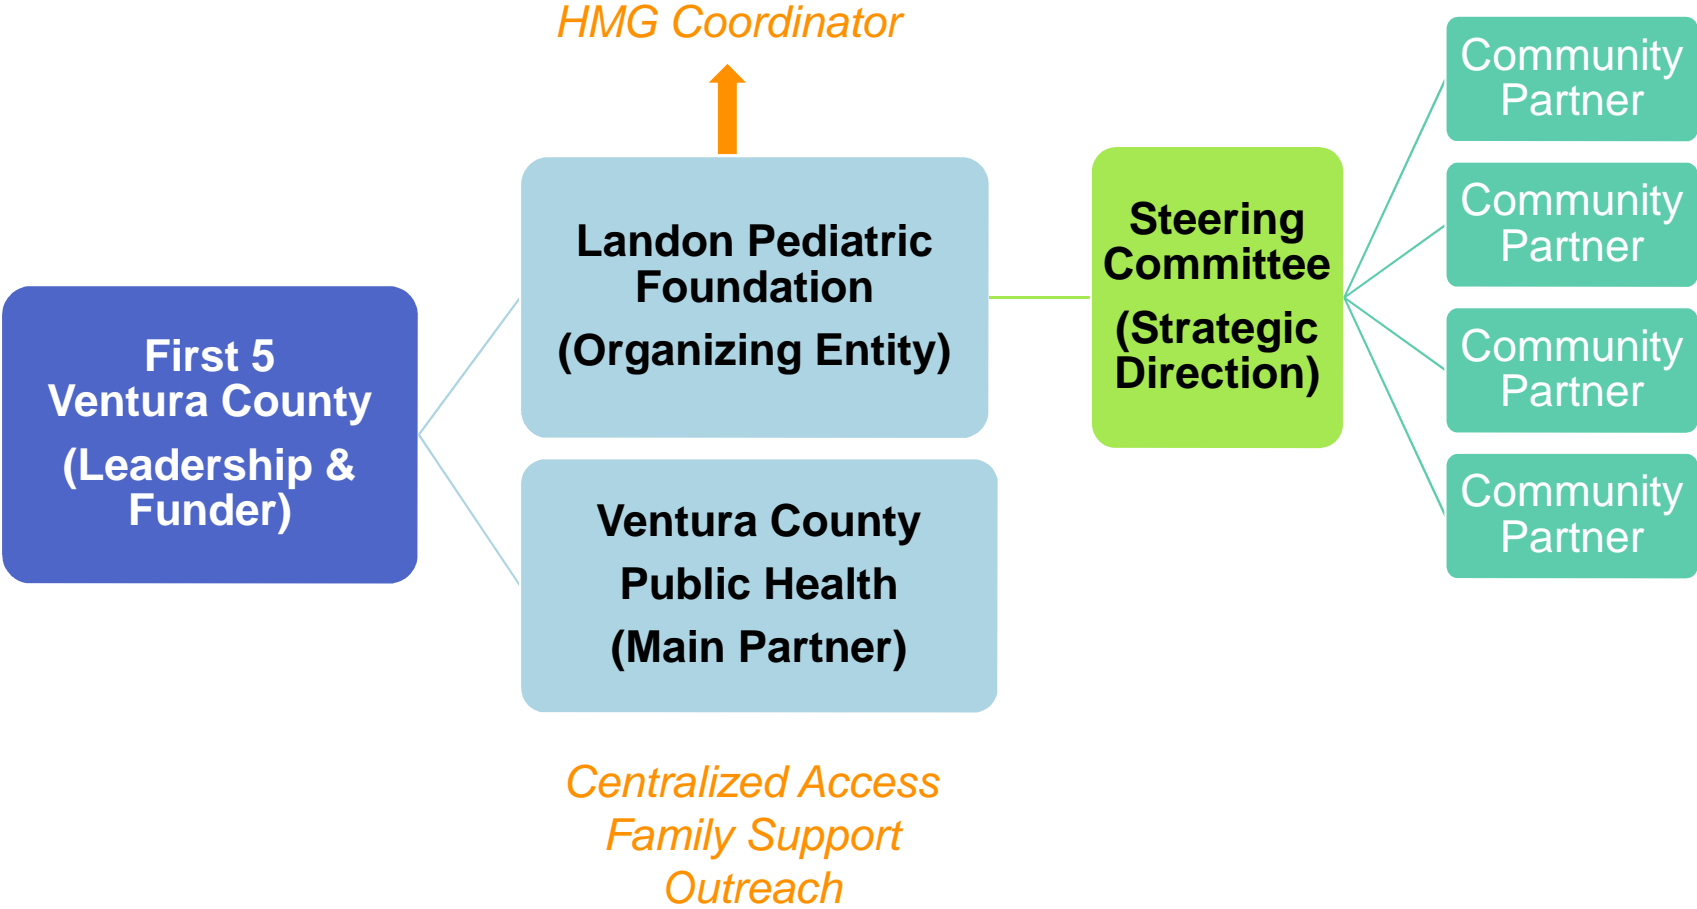 HMG Coordinator
First 5
Ventura County
(Leadership &
Funder)
Landon Pediatric
Foundation
(Organizing Entity)
Ventura County
Public Health
(Main Partner)
Centralized Access
Family Support
Outreach
Steering
Committee
(Strategic
Direction)
Community
Partner
Community
Partner
Community
Partner
Community
Partner